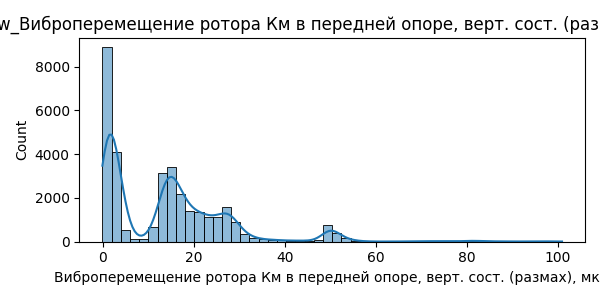 w_Виброперемещение ротора Км в передней опоре, верт. сост. (раз
8000
6000
4000
2000
0
Count
0 20 40 60 80 100
Виброперемещение ротора Км в передней опоре, верт. сост. (размах), мк